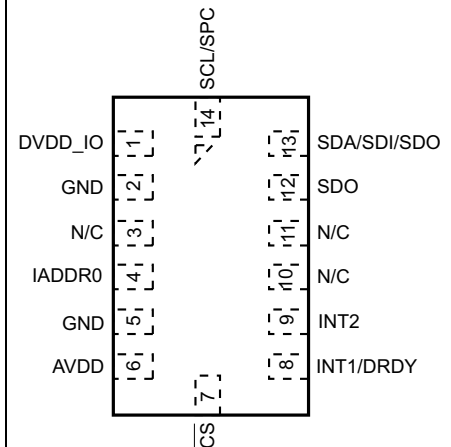 SCL/SPC
14
DVDD_IO 1 13 SDA/SDI/SDO
GND 2 12 SDO
N/C 3 11 N/C
IADDR0 4 10 N/C
GND 5 9 INT2
AVDD 6 8 INT1/DRDY
7
CS